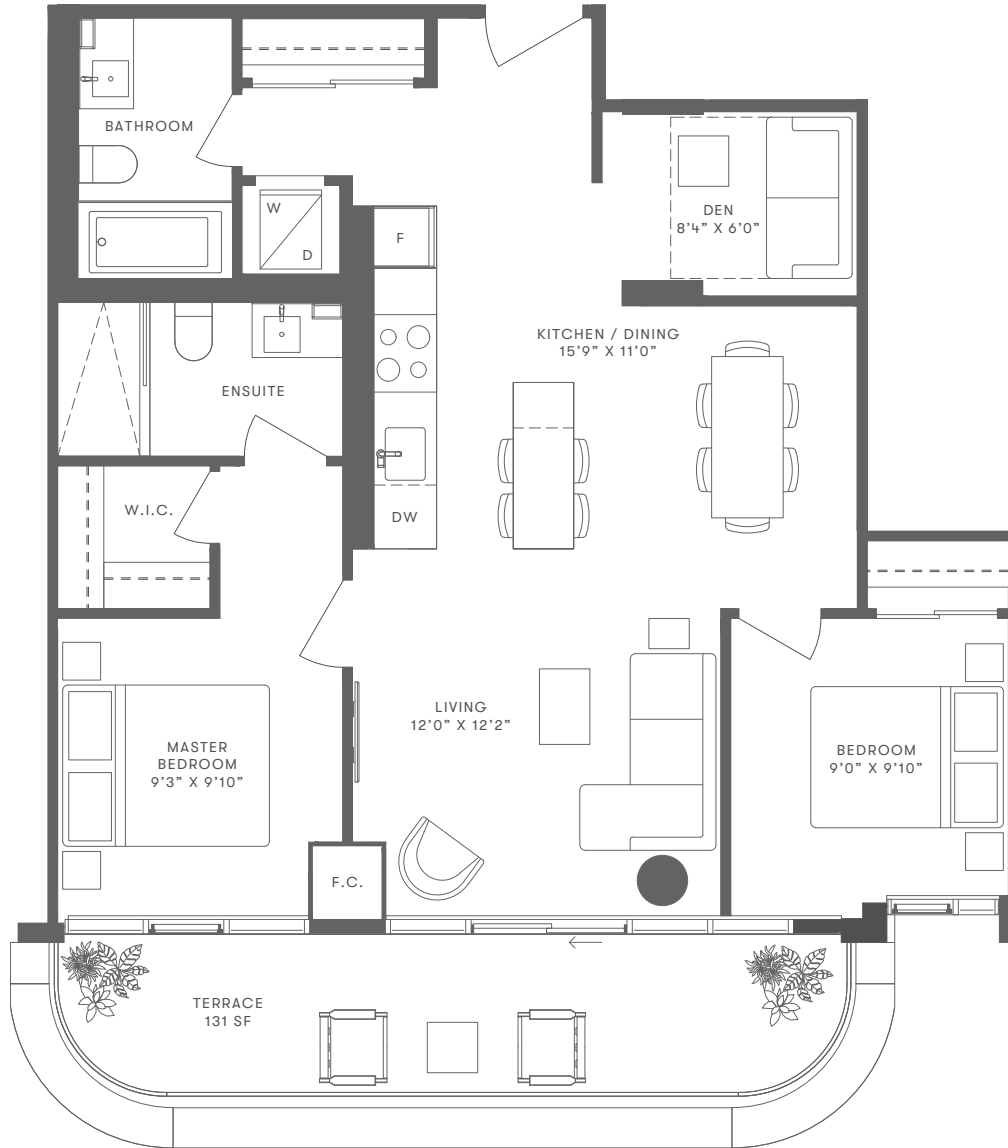 BATHROOM
W
D
F
DEN
8'4" X 6'0"
KITCHEN / DINING
15'9" X 11'0"
ENSUITE
W.I.C.
DW
LIVING
12'0" X 12'2"
MASTER
BEDROOM
9'3" X 9'10"
BEDROOM
9'0" X 9'10"
F.C.
TERRACE
131 SF